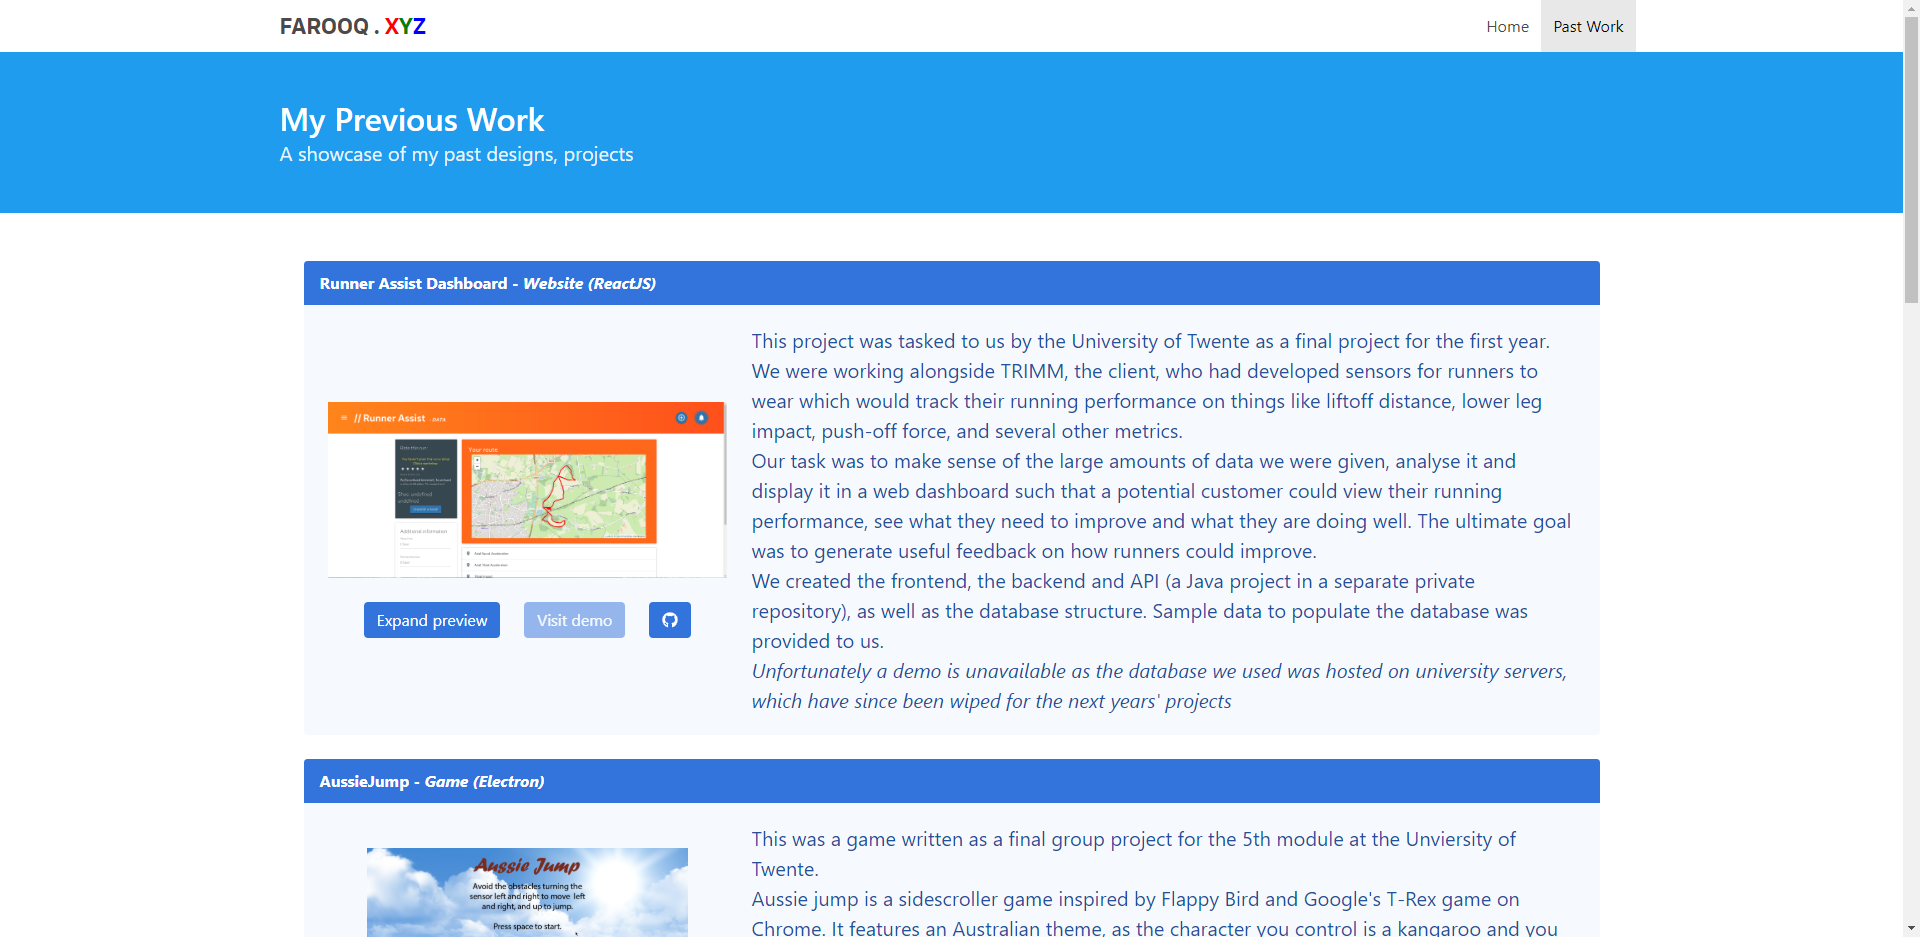 FAROOQ . XYZ
Home
Past Work
My Previous Work
A showcase of my past designs, projects
Runner Assist Dashboard - Website (ReactJS)
// Runner Assist - DATA
Your route
Additional information
Expand preview
Visit demo
This project was tasked to us by the University of Twente as a final project for the first year.
We were working alongside TRIMM, the client, who had developed sensors for runners to
wear which would track their running performance on things like liftoff distance, lower leg
impact, push-off force, and several other metrics.
Our task was to make sense of the large amounts of data we were given, analyse it and
display it in a web dashboard such that a potential customer could view their running
performance, see what they need to improve and what they are doing well. The ultimate goal
was to generate useful feedback on how runners could improve.
We created the frontend, the backend and API (a Java project in a separate private
repository), as well as the database structure. Sample data to populate the database was
provided to us.
Unfortunately a demo is unavailable as the database we used was hosted on university servers,
which have since been wiped for the next years' projects
AussieJump - Game (Electron)
Aussie Jump
Avoid the obstacles turning the
sensor left and right to move left
and right, and up to jump.
Press space to start.
This was a game written as a final group project for the 5th module at the Unviersity of
Twente.
Aussie jump is a sidescroller game inspired by Flappy Bird and Google's T-Rex game on
Chrome. It features an Australian theme, as the character you control is a kangaroo and you